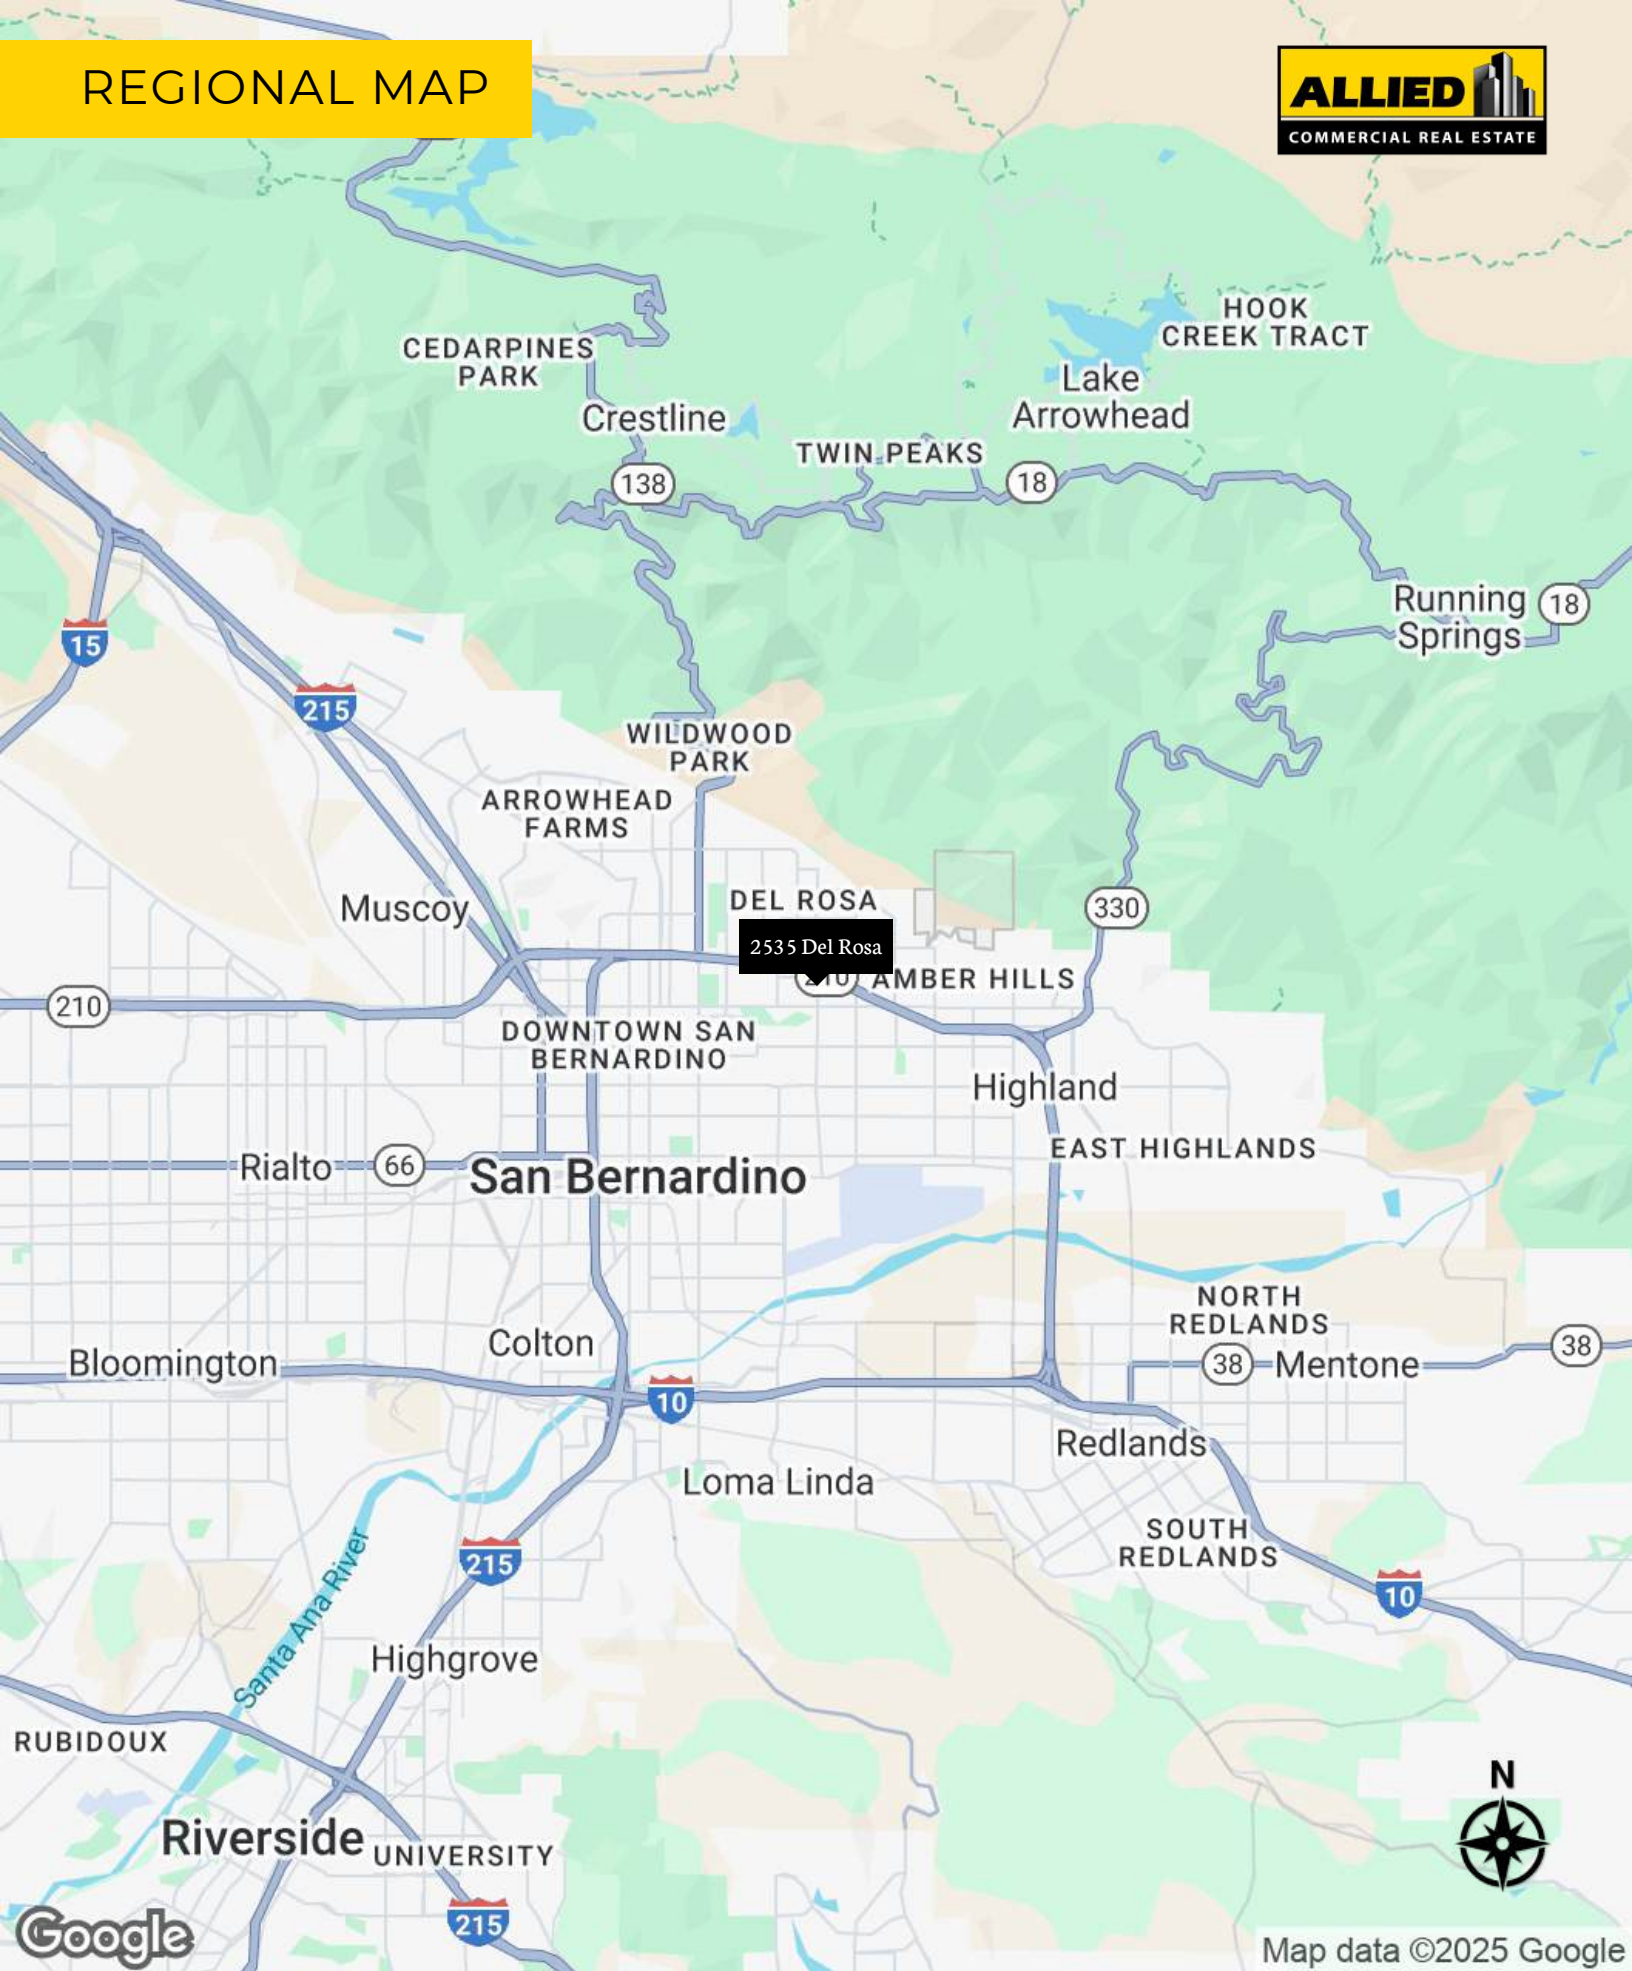 REGIONAL MAP
ALLIED
COMMERCIAL REAL ESTATE
HOOK
CREEK TRACT
CEDARPINES
PARK
Lake
Arrowhead
Crestline
TWIN PEAKS
138
18
Running
Springs
18
15
215
WILDWOOD
PARK
ARROWHEAD
FARMS
Muscoy
DEL ROSA
330
2535 Del Rosa
210
AMBER HILLS
210
DOWNTOWN SAN
BERNARDINO
Highland
EAST HIGHLANDS
Rialto
66
San Bernardino
NORTH
REDLANDS
Colton
Bloomington
38
Mentone
38
10
Redlands
Loma Linda
SOUTH
REDLANDS
215
10
Santa Ana River
Highgrove
RUBIDOUX
N
Riverside
UNIVERSITY
215
Google
Map data ©2025 Google